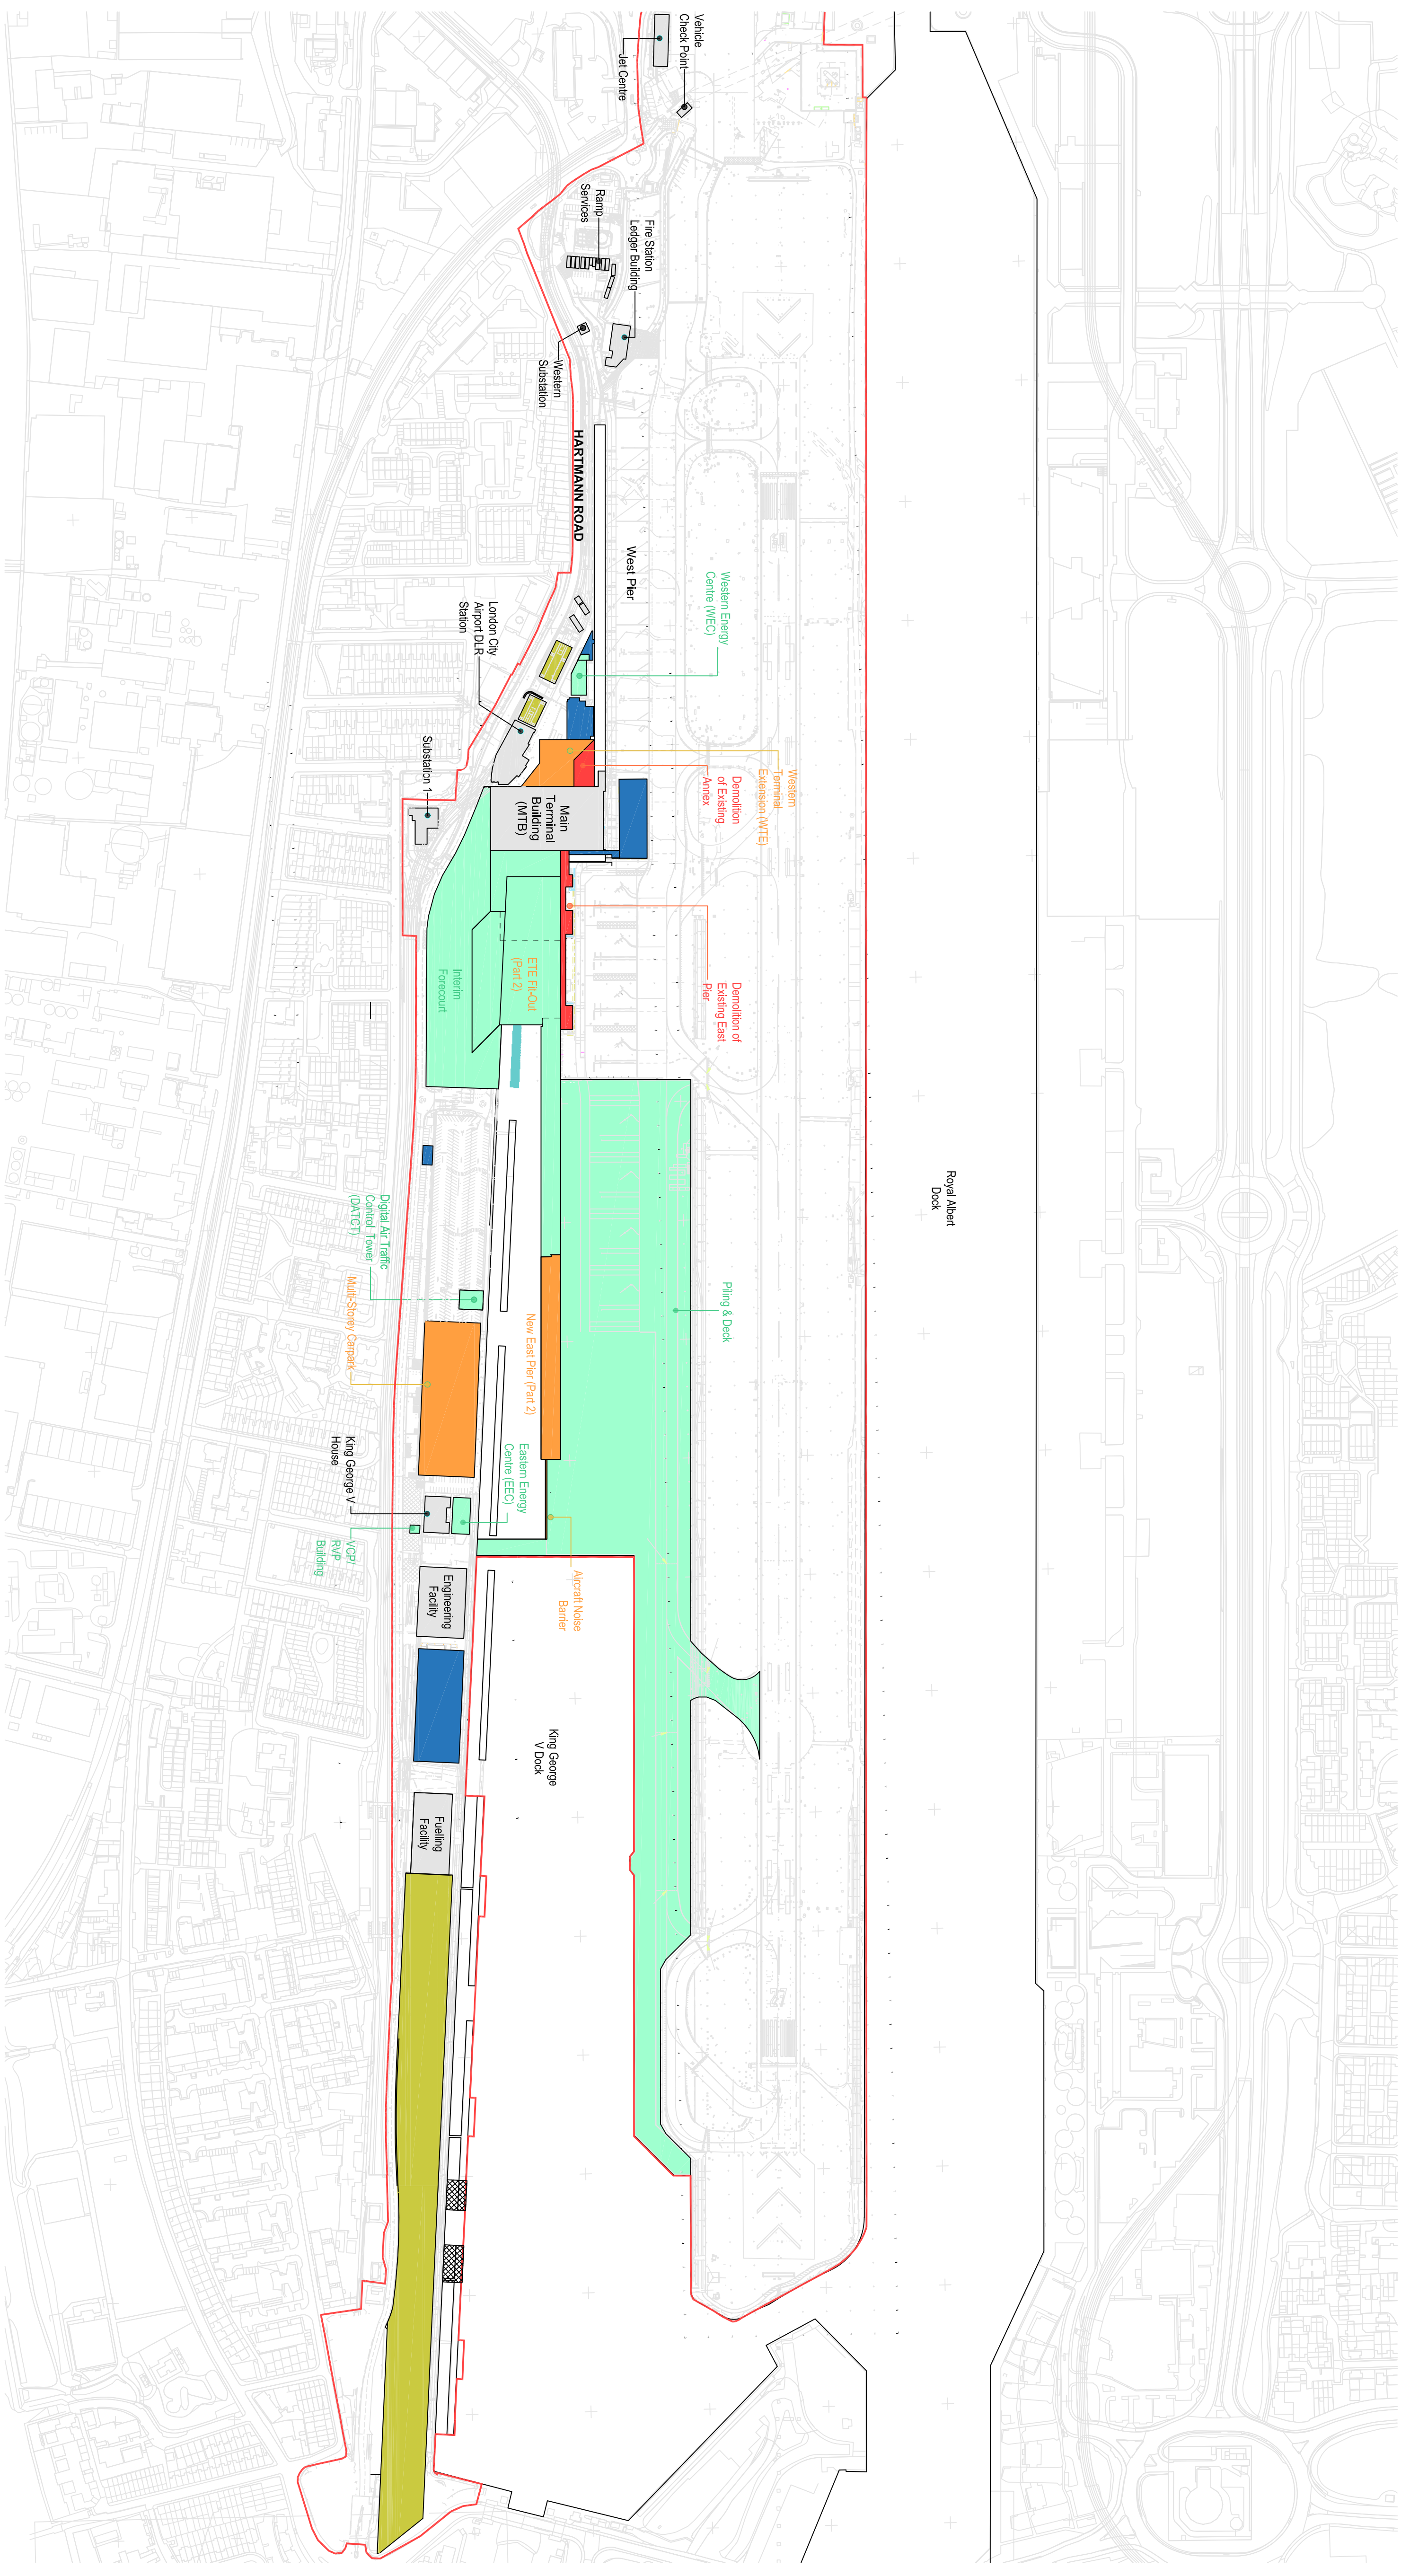 Vehicle
Check Point
Jet Centre
Ramp
Services
Fire Station
Ledger Building
Western
Substation
HARTMANN ROAD
West Pier
Western Energy
Centre (WEC)
London City
Airport DLR
Station
Substation 1
Western
Terminal
Extension (WTE)
Demolition
of Existing
Annex
Main
Terminal
Building
(MTB)
Demolition of
Existing East
Pier
ETE Fit-Out
(Part 2)
Interim
Forecourt
Royal Albert
Dock
Digital Air Traffic
Control Tower
(DATCT)
Multi-Storey Carpark
Piling & Deck
New East Pier (Part 2)
King George V
House
Eastern Energy
Centre (EEC)
VCP/
RVP
Building
Aircraft Noise
Barrier
Engineering
Facility
King George
V Dock
Fuelling
Facility
27